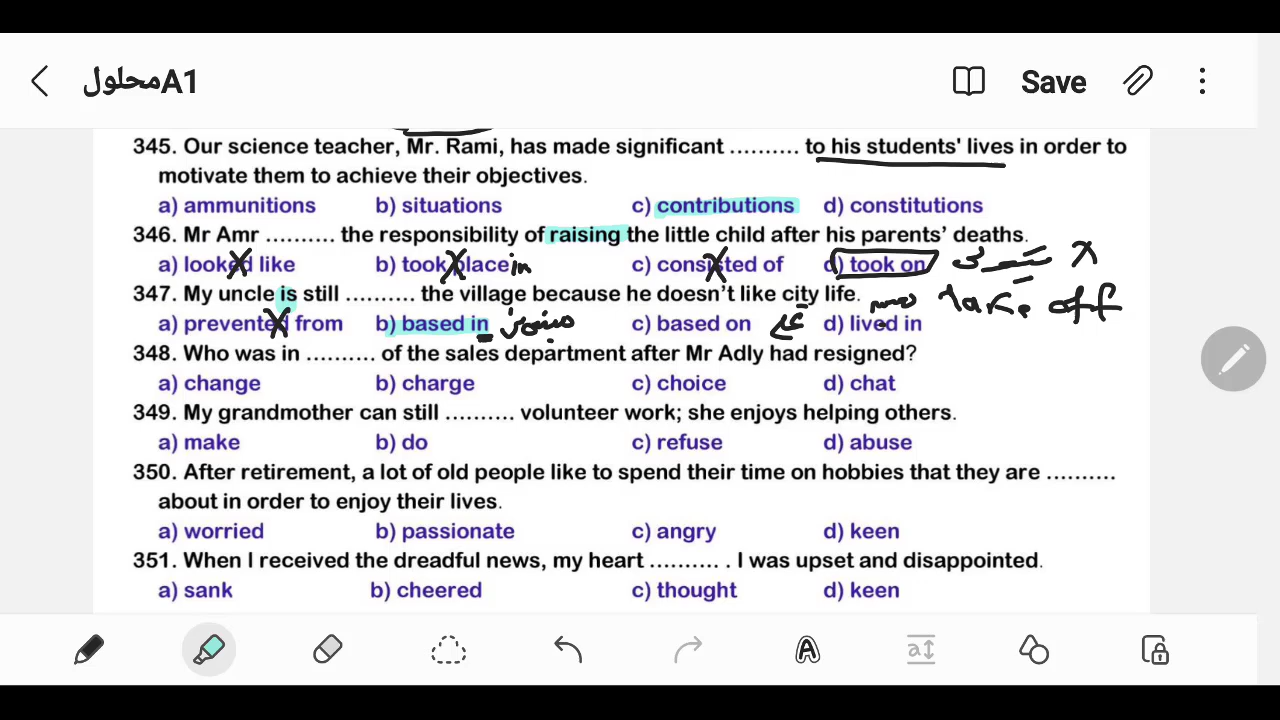 محلول A1 Save
345. Our science teacher, Mr. Rami, has made significant .......... to his students' lives in order to
motivate them to achieve their objectives.
a) ammunitions b) situations c) contributions d) constitutions
346. Mr Amr .......... the responsibility of raising the little child after his parents' deaths.
a) looked like b) took place in c) consisted of d) took on X
347. My uncle is still .......... the village because he doesn't like city life. take off
a) prevented from b) based in c) based on d) lived in
348. Who was in .......... of the sales department after Mr Adly had resigned?
a) change b) charge c) choice d) chat
349. My grandmother can still .......... volunteer work; she enjoys helping others.
a) make b) do c) refuse d) abuse
350. After retirement, a lot of old people like to spend their time on hobbies that they are ..........
about in order to enjoy their lives.
a) worried b) passionate c) angry d) keen
351. When I received the dreadful news, my heart .......... . I was upset and disappointed.
a) sank b) cheered c) thought d) keen